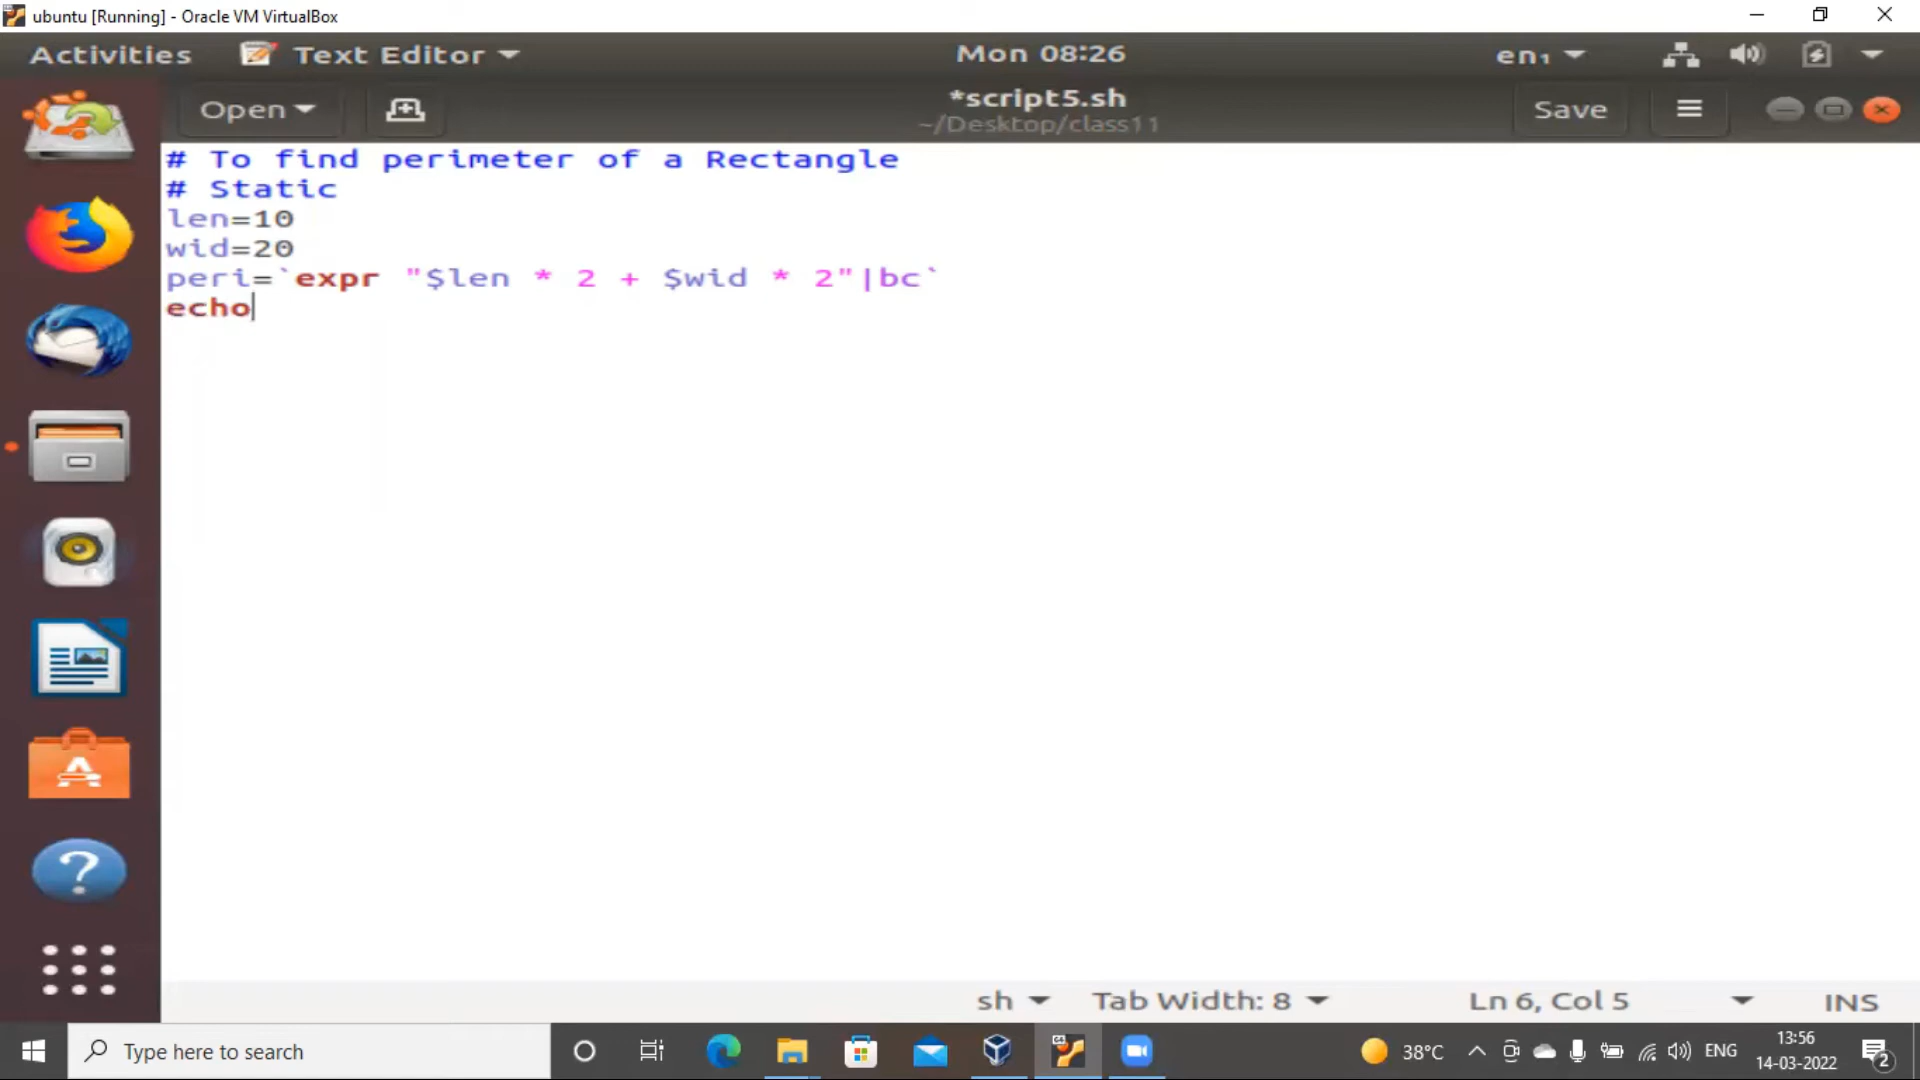 ubuntu [Running] - Oracle VM VirtualBox
Activities Text Editor Mon 08:26 en₁
Open *script5.sh Save
~/Desktop/class11
# To find perimeter of a Rectangle
# Static
len=10
wid=20
peri=`expr "$len * 2 + $wid * 2"|bc`
echo
sh Tab Width: 8 Ln 6, Col 5 INS
Type here to search 38°C ENG 13:56
14-03-2022 2